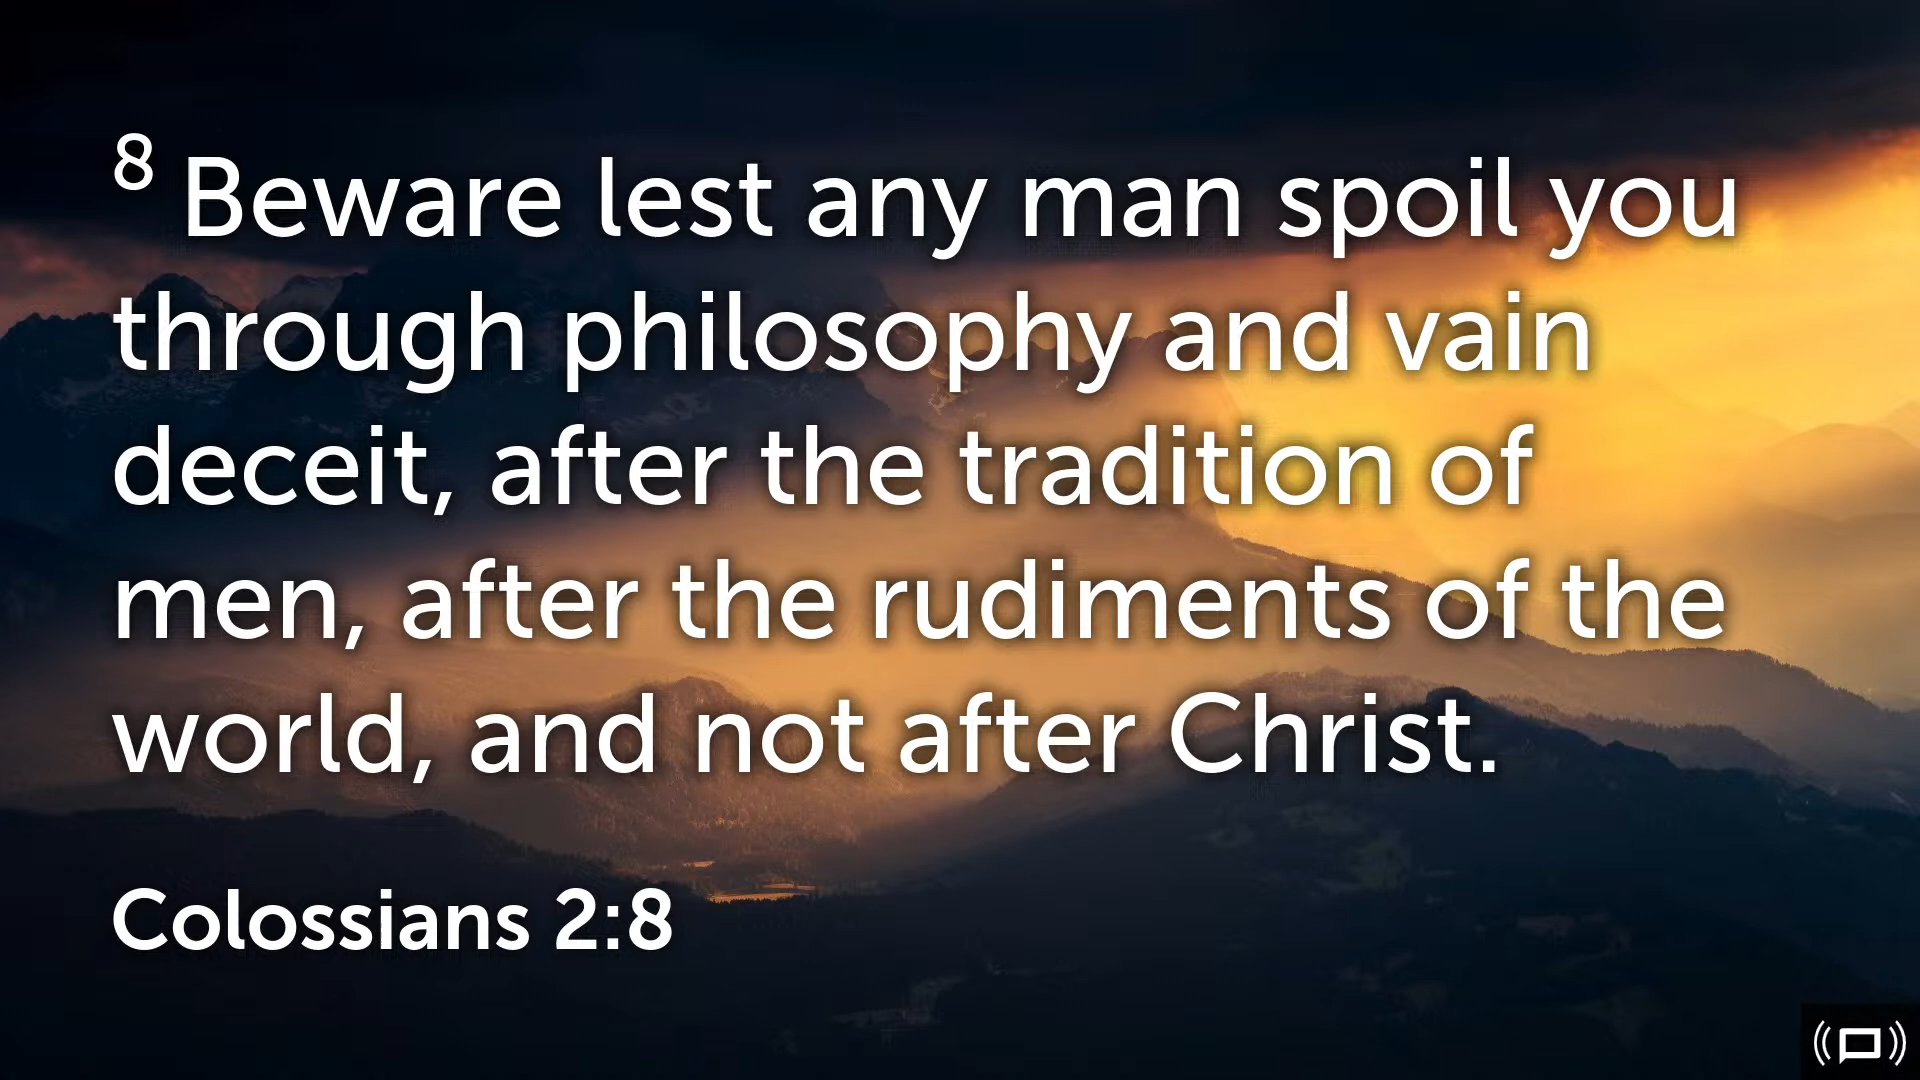 8 Beware lest any man spoil you
through philosophy and vain
deceit, after the tradition of
men, after the rudiments of the
world, and not after Christ.
Colossians 2:8